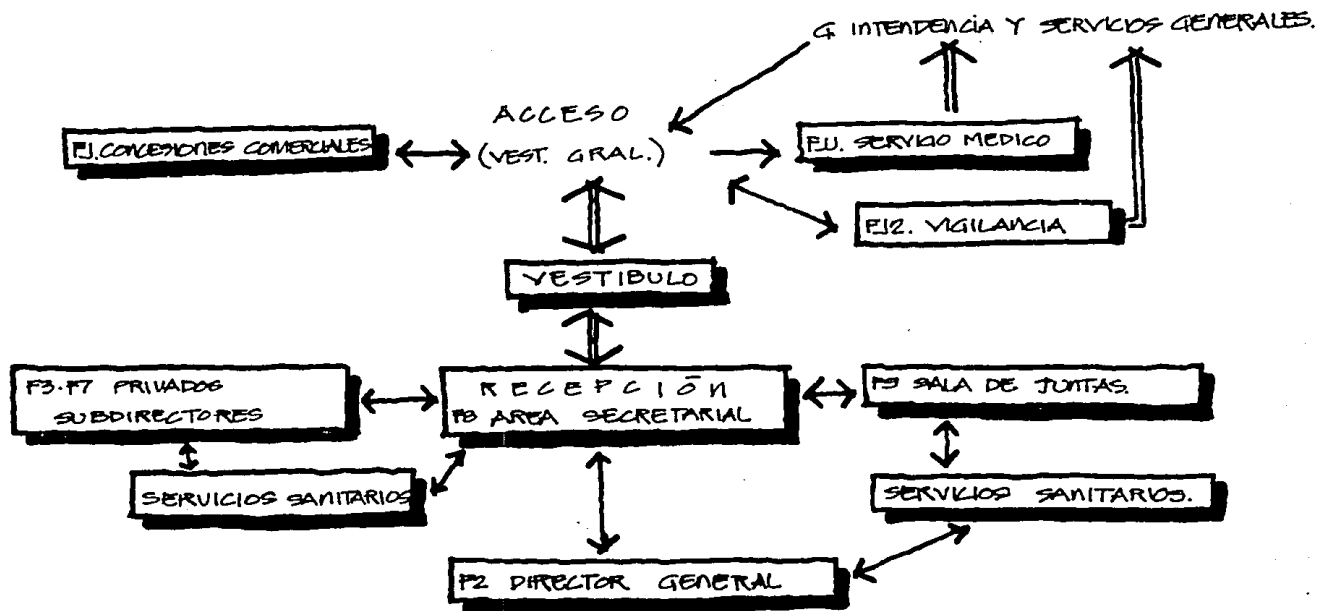 G INTENDENCIA Y SERVICIOS GENERALES.
ACCESO
(VEST. GRAL.)
F1. CONCESIONES COMERCIALES
F11. SERVICIO MEDICO
F12. VIGILANCIA
VESTIBULO
F3·F7 PRIVADOS
SUBDIRECTORES
RECEPCIÓN
F8 AREA SECRETARIAL
F9 SALA DE JUNTAS.
SERVICIOS SANITARIOS
SERVICIOS SANITARIOS.
F2 DIRECTOR GENERAL